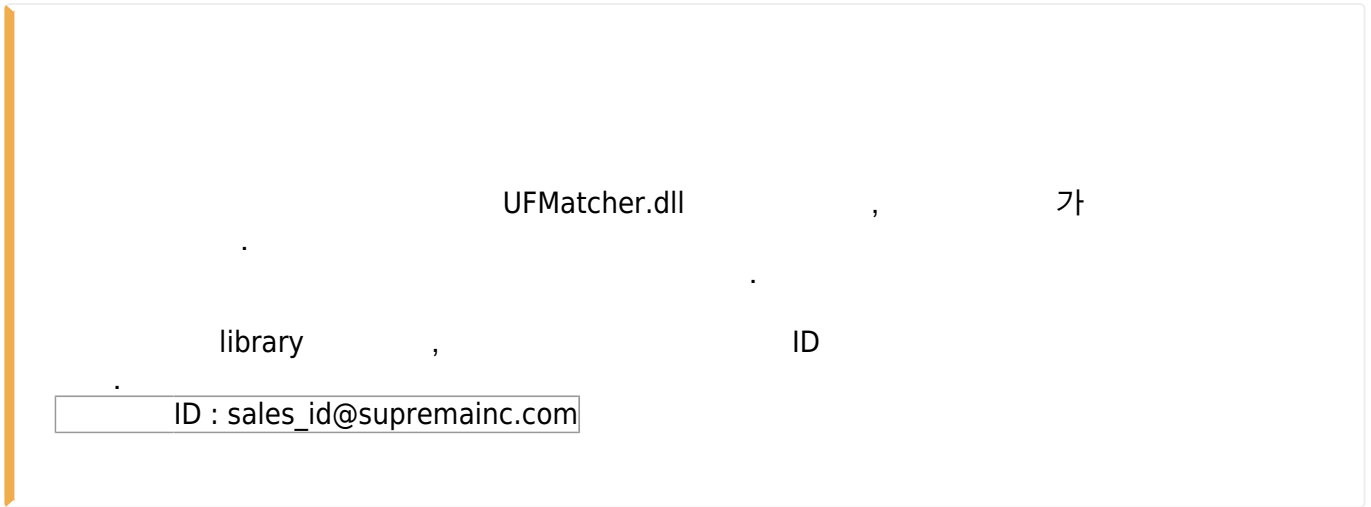 UFMatcher.dll , 가
.
.
library , ID
.
ID : sales_id@supremainc.com